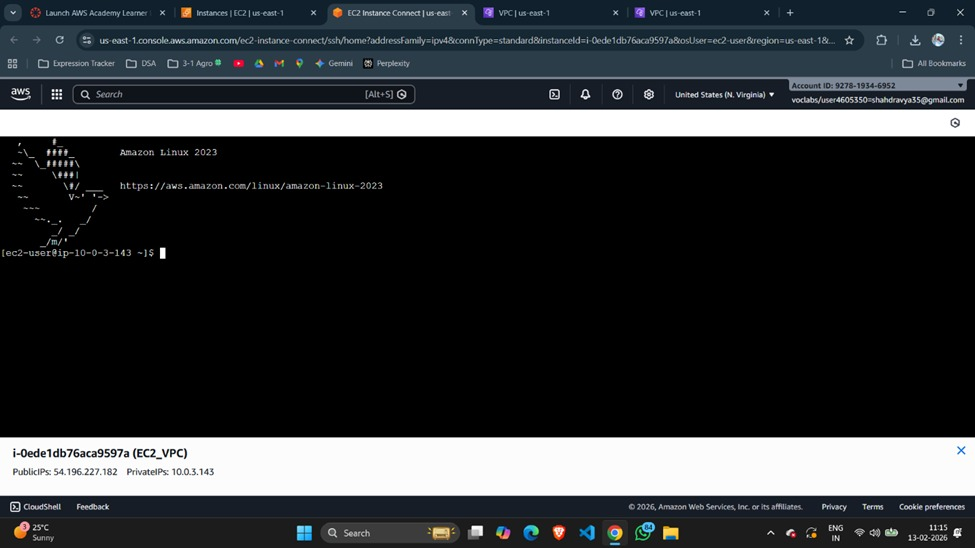 Launch AWS Academy Learner
Instances | EC2 | us-east-1
EC2 Instance Connect | us-east
VPC | us-east-1
VPC | us-east-1
us-east-1.console.aws.amazon.com/ec2-instance-connect/ssh/home?addressFamily=ipv4&connType=standard&instanceId=i-0ede1db76aca9597a&osUser=ec2-user&region=us-east-1&...
Expression Tracker
DSA
3-1 Agro
Gemini
Perplexity
All Bookmarks
aws
Search
[Alt+S]
United States (N. Virginia)
Account ID: 9278-1934-6952
voclabs/user4605350=shahdravya35@gmail.com
,     #_
~\_  ####_        Amazon Linux 2023
~~  \_#####\
~~     \###|
~~       \#/ ___   https://aws.amazon.com/linux/amazon-linux-2023
~~       V~' '->
~~~         /
~~._.   _/
_/ _/
_/m/'
[ec2-user@ip-10-0-3-143 ~]$
i-0ede1db76aca9597a (EC2_VPC)
PublicIPs: 54.196.227.182 PrivateIPs: 10.0.3.143
CloudShell
Feedback
© 2026, Amazon Web Services, Inc. or its affiliates.
Privacy
Terms
Cookie preferences
3
25°C
Sunny
Search
84
ENG
IN
11:15
13-02-2026